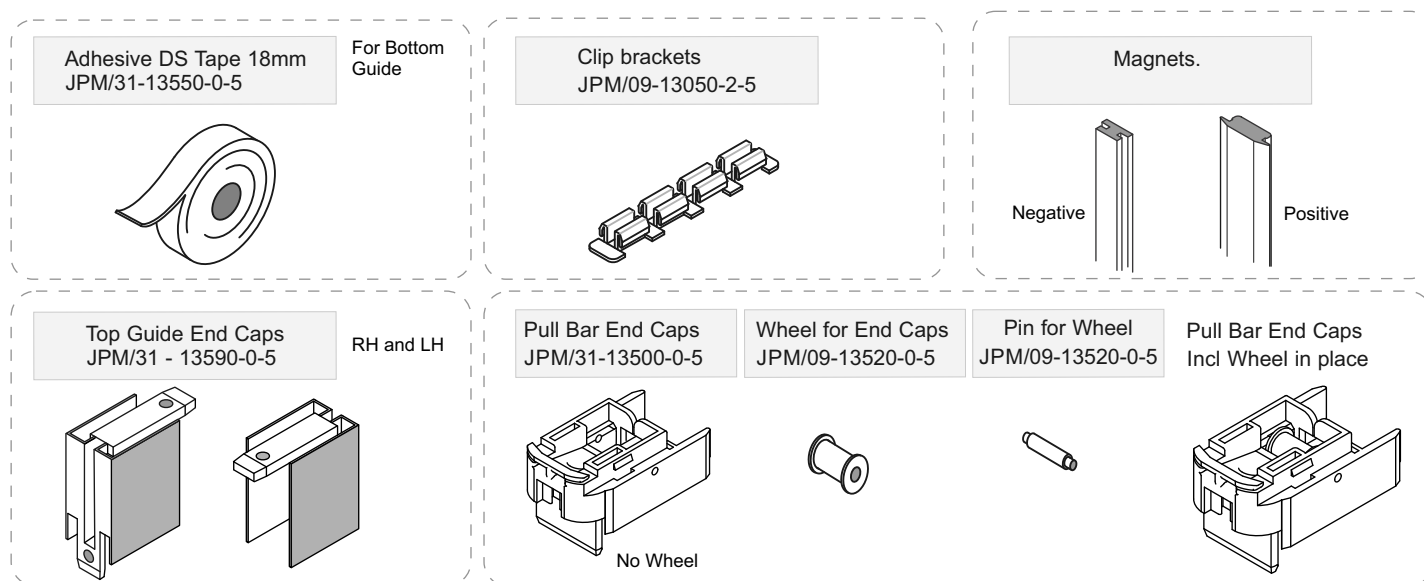 Adhesive DS Tape 18mm
JPM/31-13550-0-5
For Bottom
Guide
Clip brackets
JPM/09-13050-2-5
Magnets.
Negative
Positive
Top Guide End Caps
JPM/31 - 13590-0-5
RH and LH
Pull Bar End Caps
JPM/31-13500-0-5
No Wheel
Wheel for End Caps
JPM/09-13520-0-5
Pin for Wheel
JPM/09-13520-0-5
Pull Bar End Caps
Incl Wheel in place